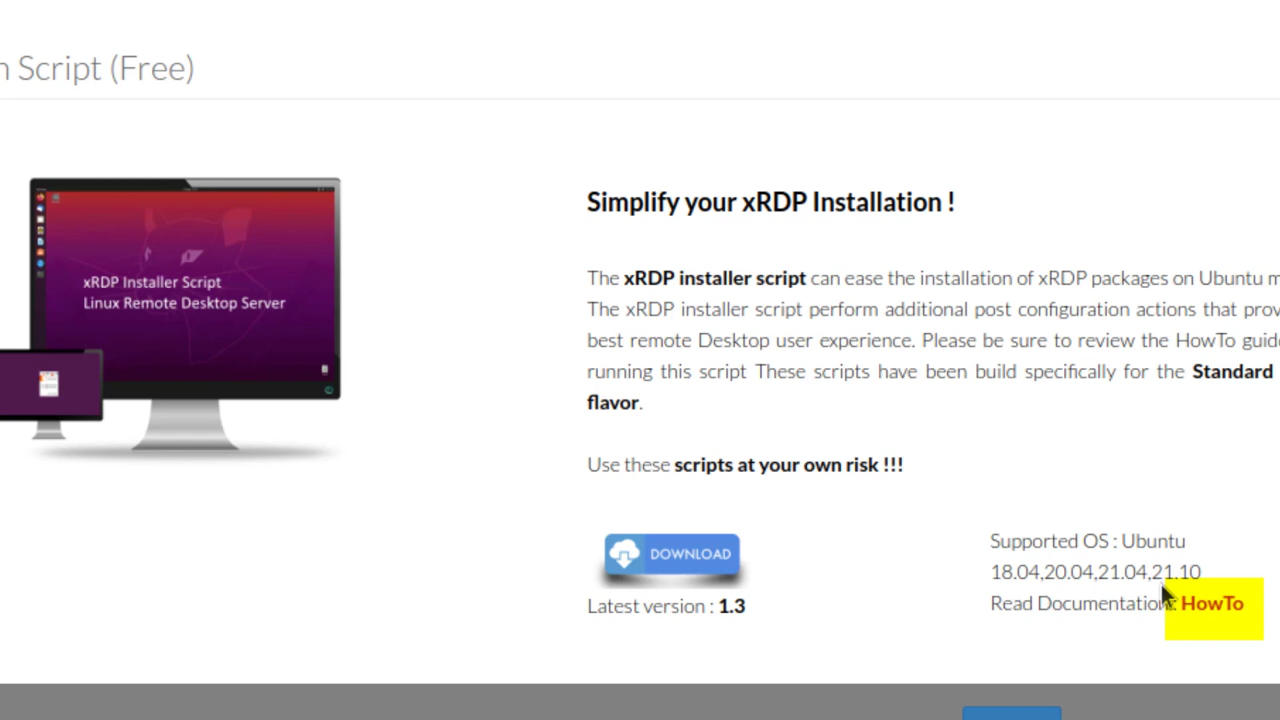 n Script (Free)
xRDP Installer Script
Linux Remote Desktop Server
Simplify your xRDP Installation !
The xRDP installer script can ease the installation of xRDP packages on Ubuntu m
The xRDP installer script perform additional post configuration actions that prov
best remote Desktop user experience. Please be sure to review the HowTo guid
running this script These scripts have been build specifically for the Standard
flavor.
Use these scripts at your own risk !!!
DOWNLOAD
Latest version : 1.3
Supported OS : Ubuntu
18.04,20.04,21.04,21.10
Read Documentation : HowTo